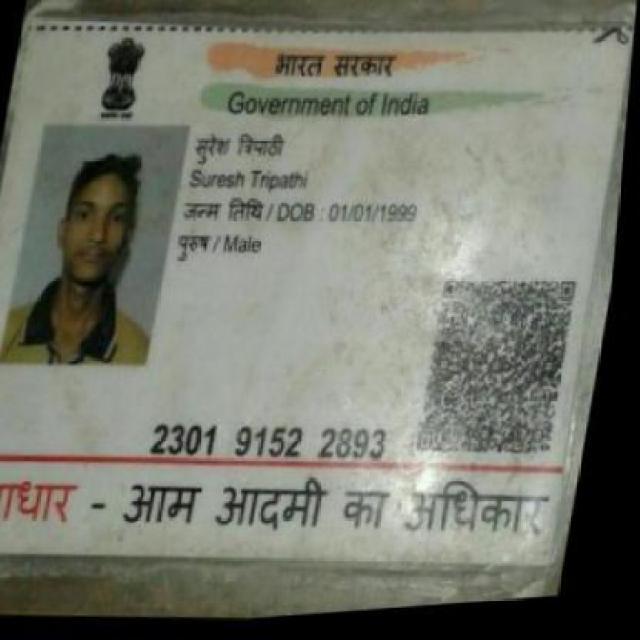 भारत सरकार
Government of India
सुरेश त्रिपाठी
Suresh Tripathi
जन्म तिथि / DOB : 01/01/1999
पुरुष / Male
2301 9152 2893
ाधार - आम आदमी का अधिकार